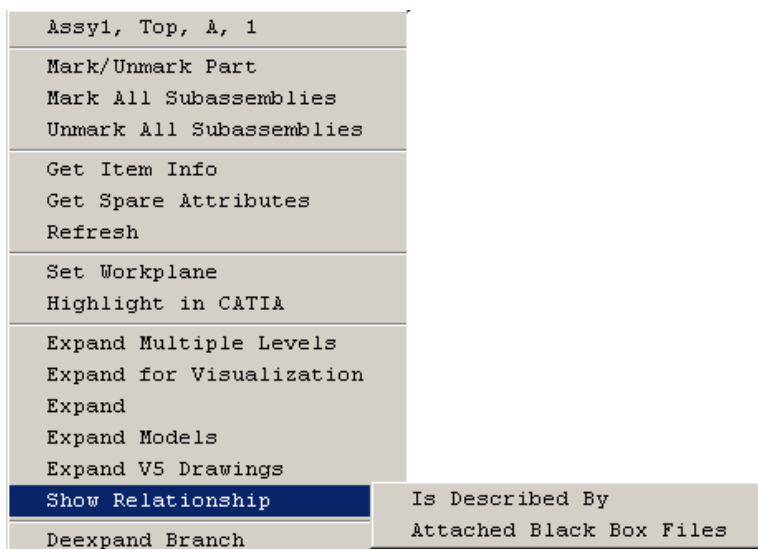 Assy1, Top, A, 1
Mark/Unmark Part
Mark All Subassemblies
Unmark All Subassemblies
Get Item Info
Get Spare Attributes
Refresh
Set Workplane
Highlight in CATIA
Expand Multiple Levels
Expand for Visualization
Expand
Expand Models
Expand V5 Drawings
Show Relationship
Is Described By
Attached Black Box Files
Deexpand Branch